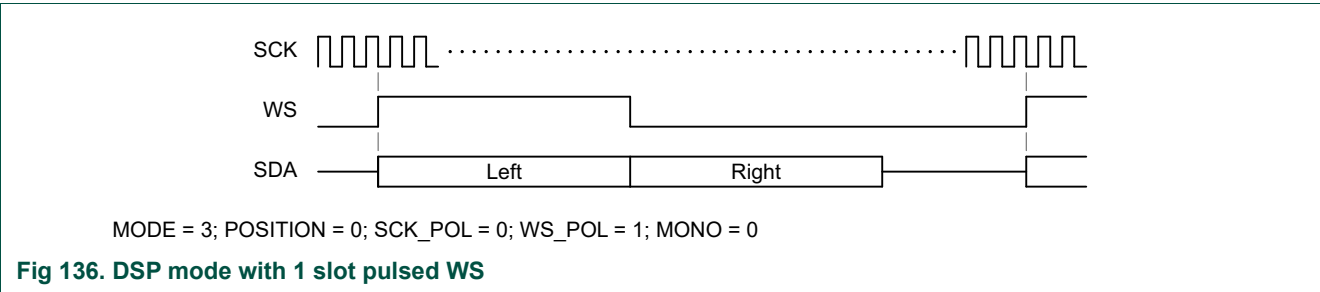 SCK
WS
SDA Left Right
MODE = 3; POSITION = 0; SCK_POL = 0; WS_POL = 1; MONO = 0
Fig 136. DSP mode with 1 slot pulsed WS